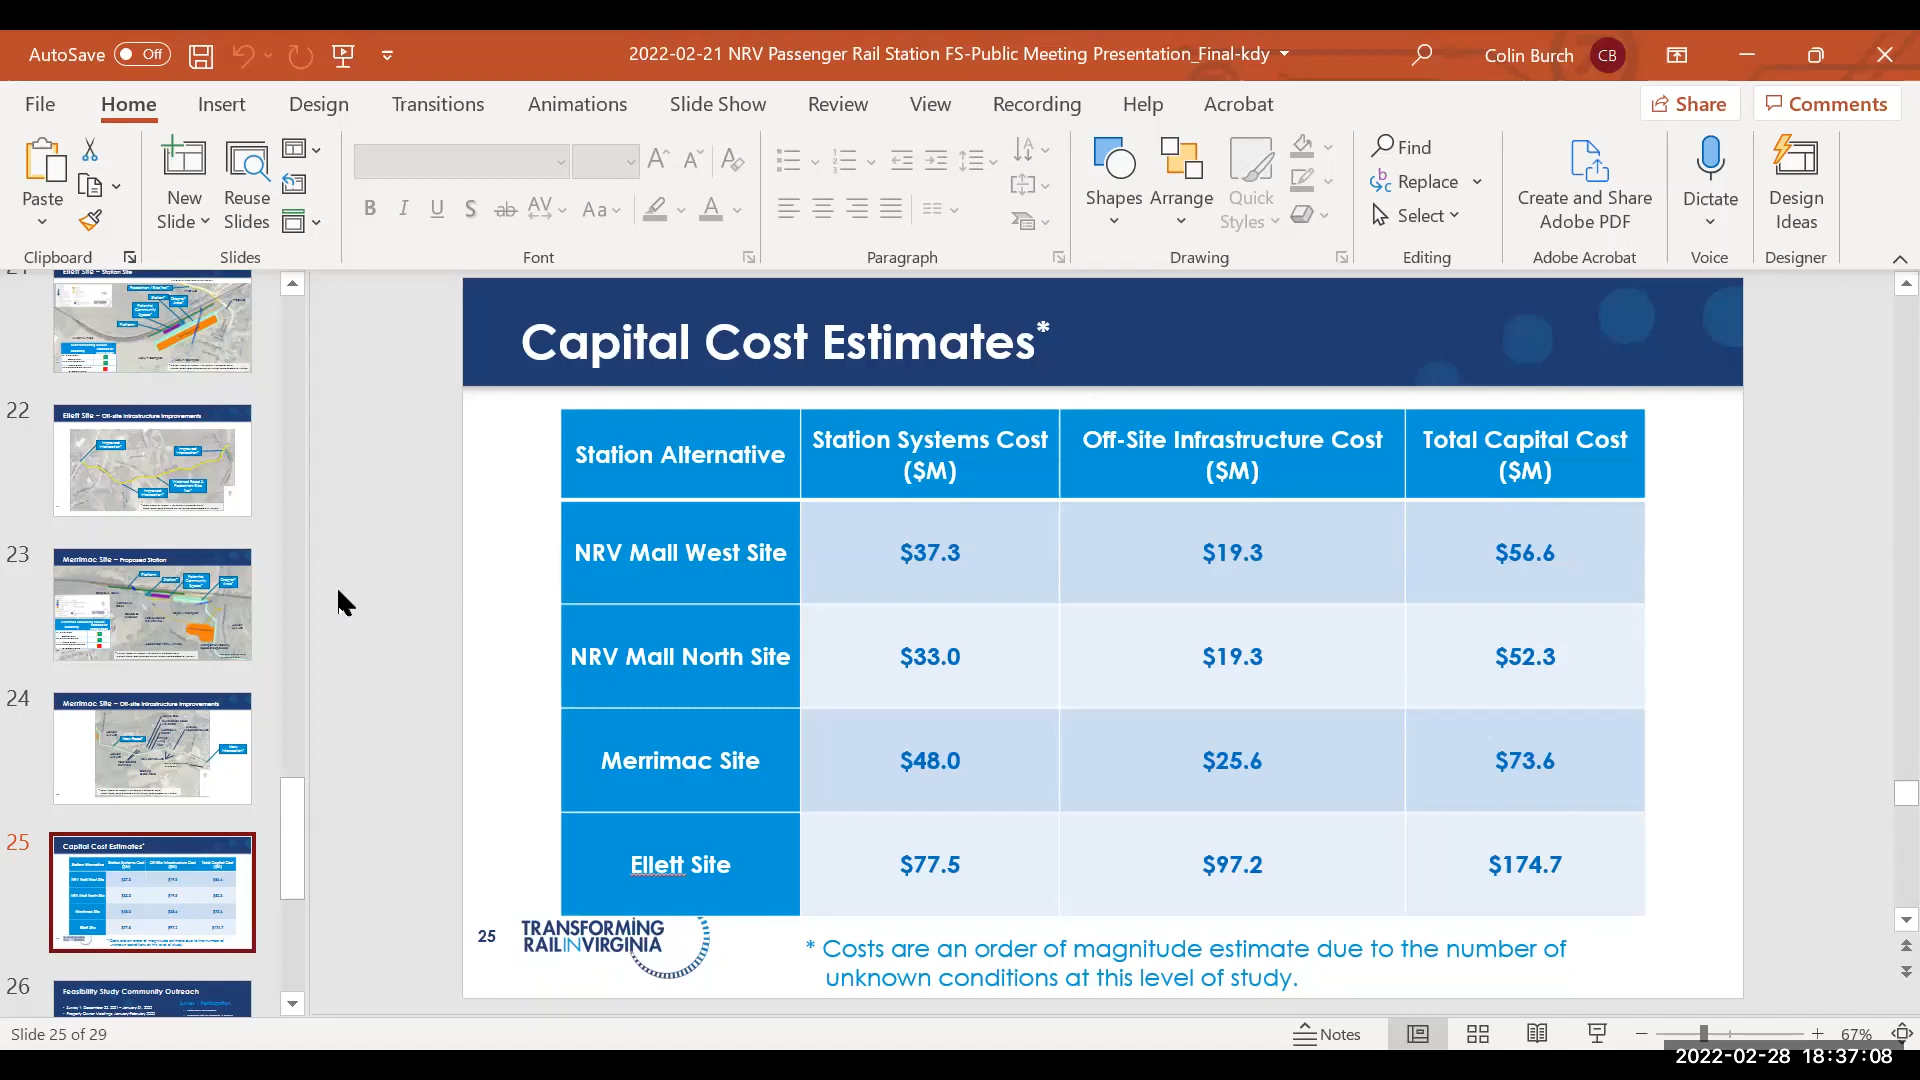 AutoSave Off
2022-02-21 NRV Passenger Rail Station FS-Public Meeting Presentation_Final-kdy
Colin Burch CB
File Home Insert Design Transitions Animations Slide Show Review View Recording Help Acrobat
Share Comments
Paste
New Slide
Reuse Slides
Shapes Arrange Quick Styles
Find
Replace
Select
Create and Share Adobe PDF
Dictate
Design Ideas
Clipboard Slides Font Paragraph Drawing Editing Adobe Acrobat Voice Designer
Ellett Site – Station Site
22
Ellett Site – Off-site Infrastructure Improvements
23
Merrimac Site – Proposed Station
24
Merrimac Site – Off-site Infrastructure Improvements
25
Capital Cost Estimates*
26
Feasibility Study Community Outreach
Capital Cost Estimates*
Station Alternative Station Systems Cost ($M) Off-Site Infrastructure Cost ($M) Total Capital Cost ($M)
NRV Mall West Site $37.3 $19.3 $56.6
NRV Mall North Site $33.0 $19.3 $52.3
Merrimac Site $48.0 $25.6 $73.6
Ellett Site $77.5 $97.2 $174.7
25
TRANSFORMING
RAILINVIRGINIA
* Costs are an order of magnitude estimate due to the number of
unknown conditions at this level of study.
Slide 25 of 29
Notes
67%
2022-02-28 18:37:08